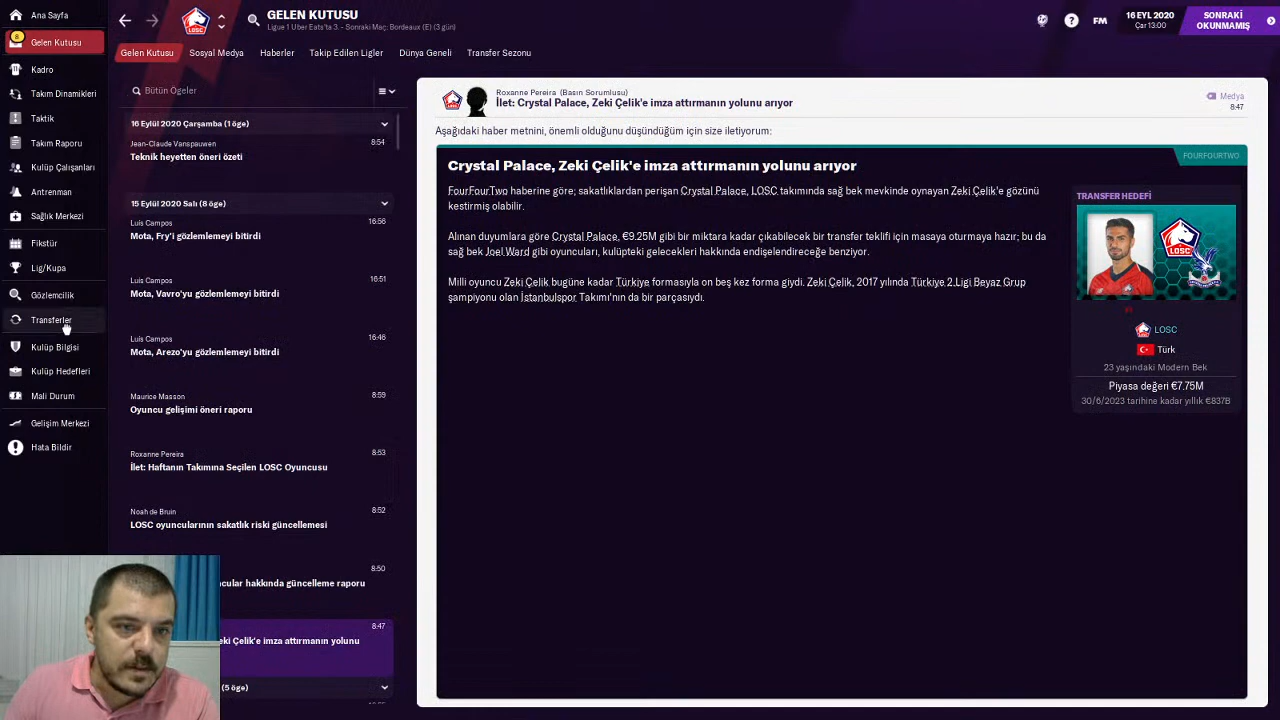 Ana Sayfa
8
Gelen Kutusu
Kadro
Takım Dinamikleri
Taktik
Takım Raporu
Kulüp Çalışanları
Antrenman
Sağlık Merkezi
Fikstür
Lig/Kupa
Gözlemcilik
Transferler
Kulüp Bilgisi
Kulüp Hedefleri
Mali Durum
Gelişim Merkezi
Hata Bildir
LOSC
GELEN KUTUSU
Ligue 1 Uber Eats'ta 3. - Sonraki Maç: Bordeaux (E) (3 gün)
?
FM
16 EYL 2020
Çar 13:00
SONRAKİ
OKUNMAMIŞ
Gelen Kutusu
Sosyal Medya
Haberler
Takip Edilen Ligler
Dünya Geneli
Transfer Sezonu
Bütün Ögeler
16 Eylül 2020 Çarşamba (1 öge)
Jean-Claude Vanspauwen
8:54
Teknik heyetten öneri özeti
15 Eylül 2020 Salı (8 öge)
Luis Campos
16:56
Mota, Fry'i gözlemlemeyi bitirdi
Luis Campos
16:51
Mota, Vavro'yu gözlemlemeyi bitirdi
Luis Campos
16:46
Mota, Arezo'yu gözlemlemeyi bitirdi
Maurice Masson
8:59
Oyuncu gelişimi öneri raporu
Roxanne Pereira
8:53
İlet: Haftanın Takımına Seçilen LOSC Oyuncusu
Noah de Bruin
8:52
LOSC oyuncularının sakatlık riski güncellemesi
8:50
uncular hakkında güncelleme raporu
8:47
eki Çelik'e imza attırmanın yolunu
(5 öge)
Roxanne Pereira (Basın Sorumlusu)
İlet: Crystal Palace, Zeki Çelik'e imza attırmanın yolunı arıyor
Medya
8:47
Aşağıdaki haber metnini, önemli olduğunu düşündüğüm için size iletiyorum:
FOURFOURTWO
Crystal Palace, Zeki Çelik'e imza attırmanın yolunı arıyor
FourFourTwo haberine göre; sakatlıklardan perişan Crystal Palace, LOSC takımında sağ bek mevkinde oynayan Zeki Çelik'e gözünü
kestirmiş olabilir.
Alınan duyumlara göre Crystal Palace, €9.25M gibi bir miktara kadar çıkabilecek bir transfer teklifi için masaya oturmaya hazır; bu da
sağ bek Joel Ward gibi oyuncuları, kulüpteki gelecekleri hakkında endişelendireceğe benziyor.
Milli oyuncu Zeki Çelik bugüne kadar Türkiye formasıyla on beş kez forma giydi. Zeki Çelik, 2017 yılında Türkiye 2.Ligi Beyaz Grup
şampiyonu olan İstanbulspor Takımı'nın da bir parçasıydı.
TRANSFER HEDEFİ
LOSC
LOSC
Türk
23 yaşındaki Modern Bek
Piyasa değeri €7.75M
30/6/2023 tarihine kadar yıllık €837B